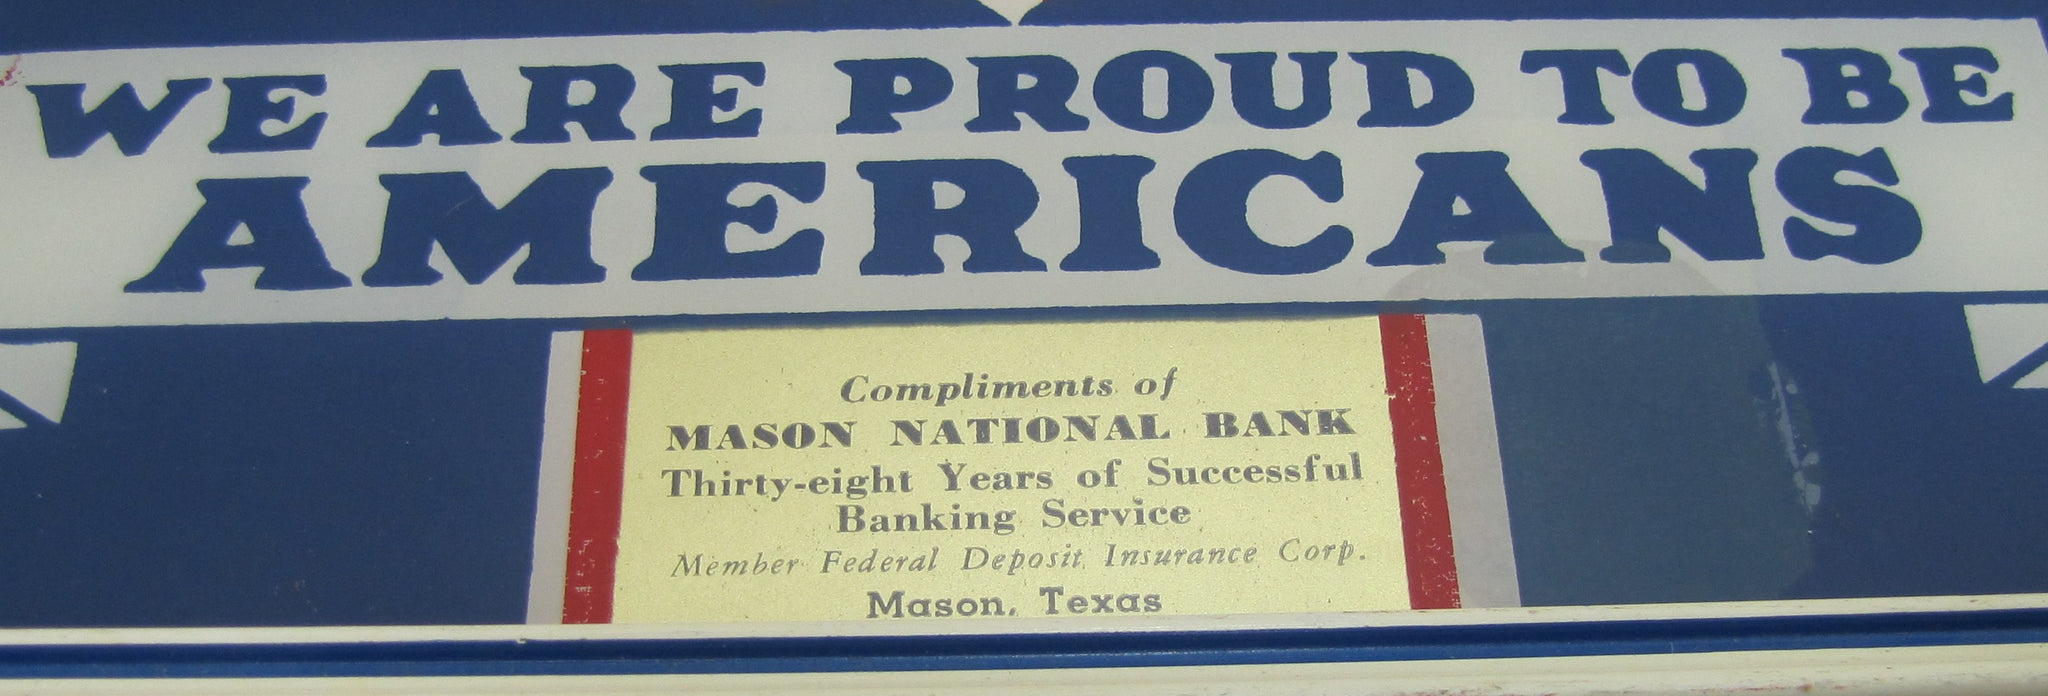 WE ARE PROUD TO BE
AMERICANS
Compliments of
MASON NATIONAL BANK
Thirty-eight Years of Successful
Banking Service
Member Federal Deposit Insurance Corp.
Mason, Texas